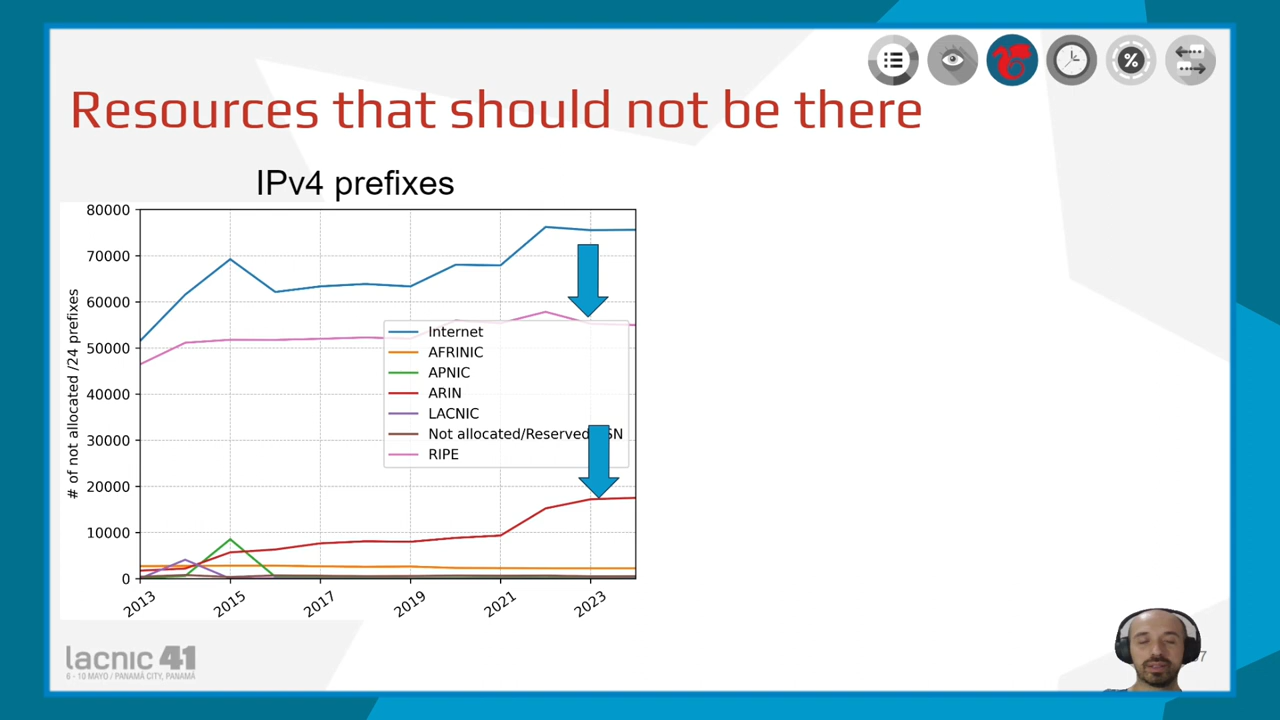 %
Resources that should not be there
IPv4 prefixes
# of not allocated /24 prefixes
80000
70000
60000
50000
40000
30000
20000
10000
0
Internet
AFRINIC
APNIC
ARIN
LACNIC
Not allocated/Reserved SN
RIPE
2013
2015
2017
2019
2021
2023
lacnic 41
6 - 10 MAYO / PANAMÁ CITY, PANAMÁ
7